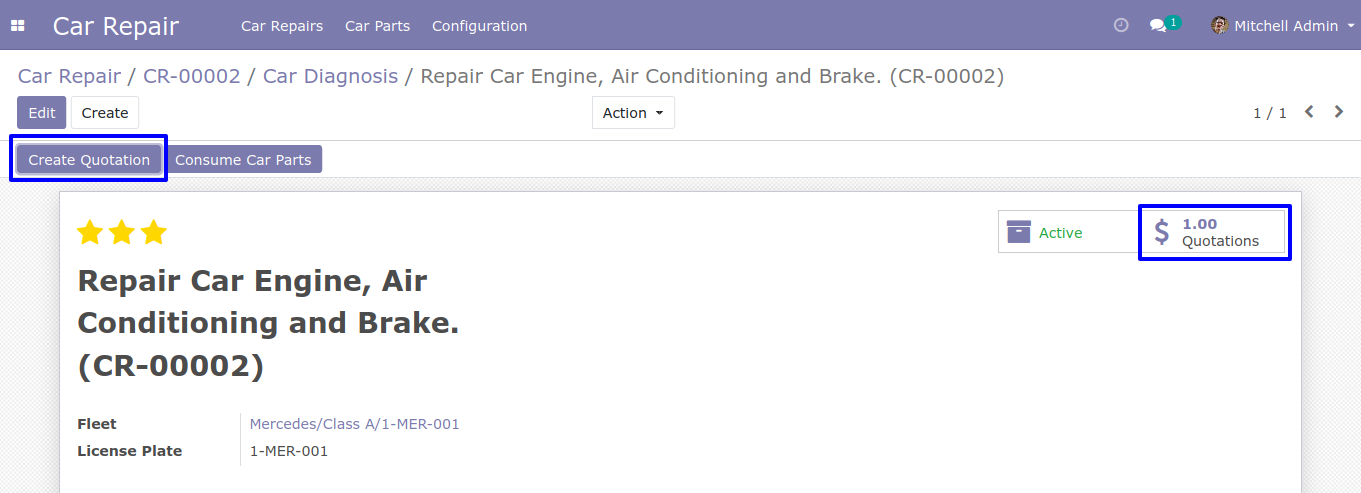 Car Repair Car Repairs Car Parts Configuration 1 Mitchell Admin
Car Repair / CR-00002 / Car Diagnosis / Repair Car Engine, Air Conditioning and Brake. (CR-00002)
Edit Create Action 1 / 1
Create Quotation Consume Car Parts
Active
1.00
Quotations
Repair Car Engine, Air
Conditioning and Brake.
(CR-00002)
Fleet Mercedes/Class A/1-MER-001
License Plate 1-MER-001